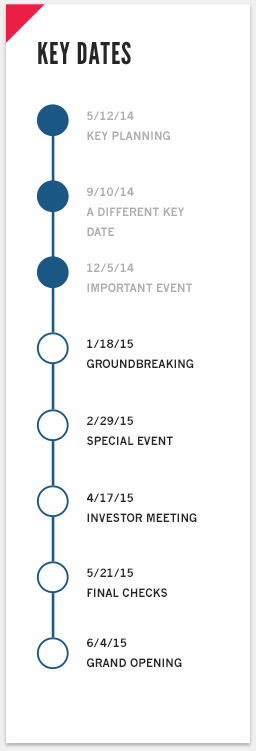 KEY DATES
5/12/14
KEY PLANNING
9/10/14
A DIFFERENT KEY
DATE
12/5/14
IMPORTANT EVENT
1/18/15
GROUNDBREAKING
2/29/15
SPECIAL EVENT
4/17/15
INVESTOR MEETING
5/21/15
FINAL CHECKS
6/4/15
GRAND OPENING